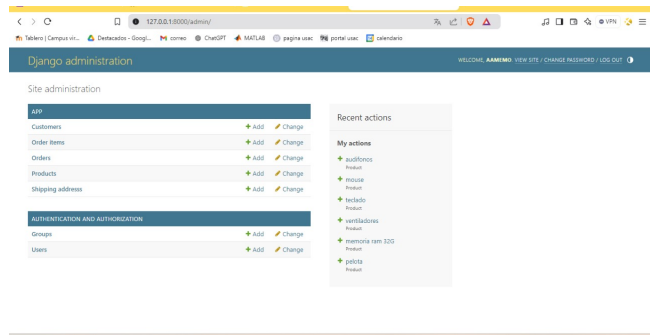 127.0.0.1:8000/admin/
VPN
Tablero | Campus vir...
Destacados - Googl...
correo
ChatGPT
MATLAB
pagina usac
portal usac
calendario
Django administration
WELCOME, AAMEMO. VIEW SITE / CHANGE PASSWORD / LOG OUT
Site administration
APP
Customers + Add Change
Order items + Add Change
Orders + Add Change
Products + Add Change
Shipping addresss + Add Change
AUTHENTICATION AND AUTHORIZATION
Groups + Add Change
Users + Add Change
Recent actions
My actions
+ audifonos
Product
+ mouse
Product
+ teclado
Product
+ ventiladores
Product
+ memoria ram 32G
Product
+ pelota
Product